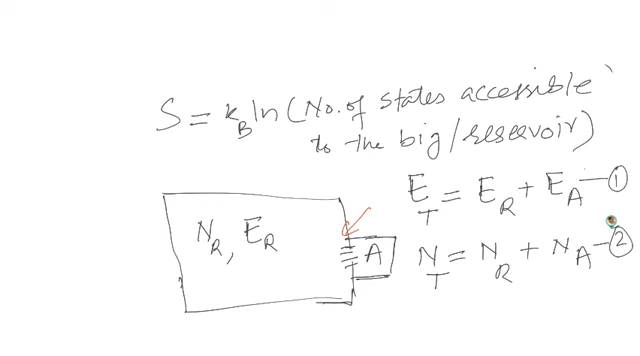 S = k_B ln (No. of states accessible
to the big/reservoir)
E_T = E_R + E_A — ①
N_R, E_R
A
N_T = N_R + N_A — ②